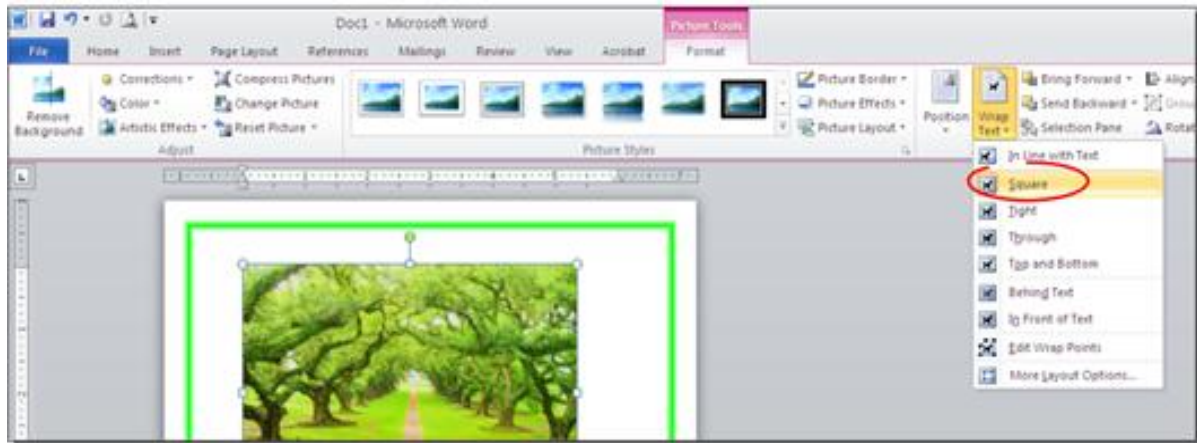 Doc1 - Microsoft Word
Picture Tools
File Home Insert Page Layout References Mailings Review View Acrobat Format
Remove Background
Corrections
Color
Artistic Effects
Compress Pictures
Change Picture
Reset Picture
Adjust
Picture Styles
Picture Border
Picture Effects
Picture Layout
Position
Wrap Text
Bring Forward
Send Backward
Selection Pane
Align
In Line with Text
Square
Tight
Through
Top and Bottom
Behind Text
In Front of Text
Edit Wrap Points
More Layout Options...